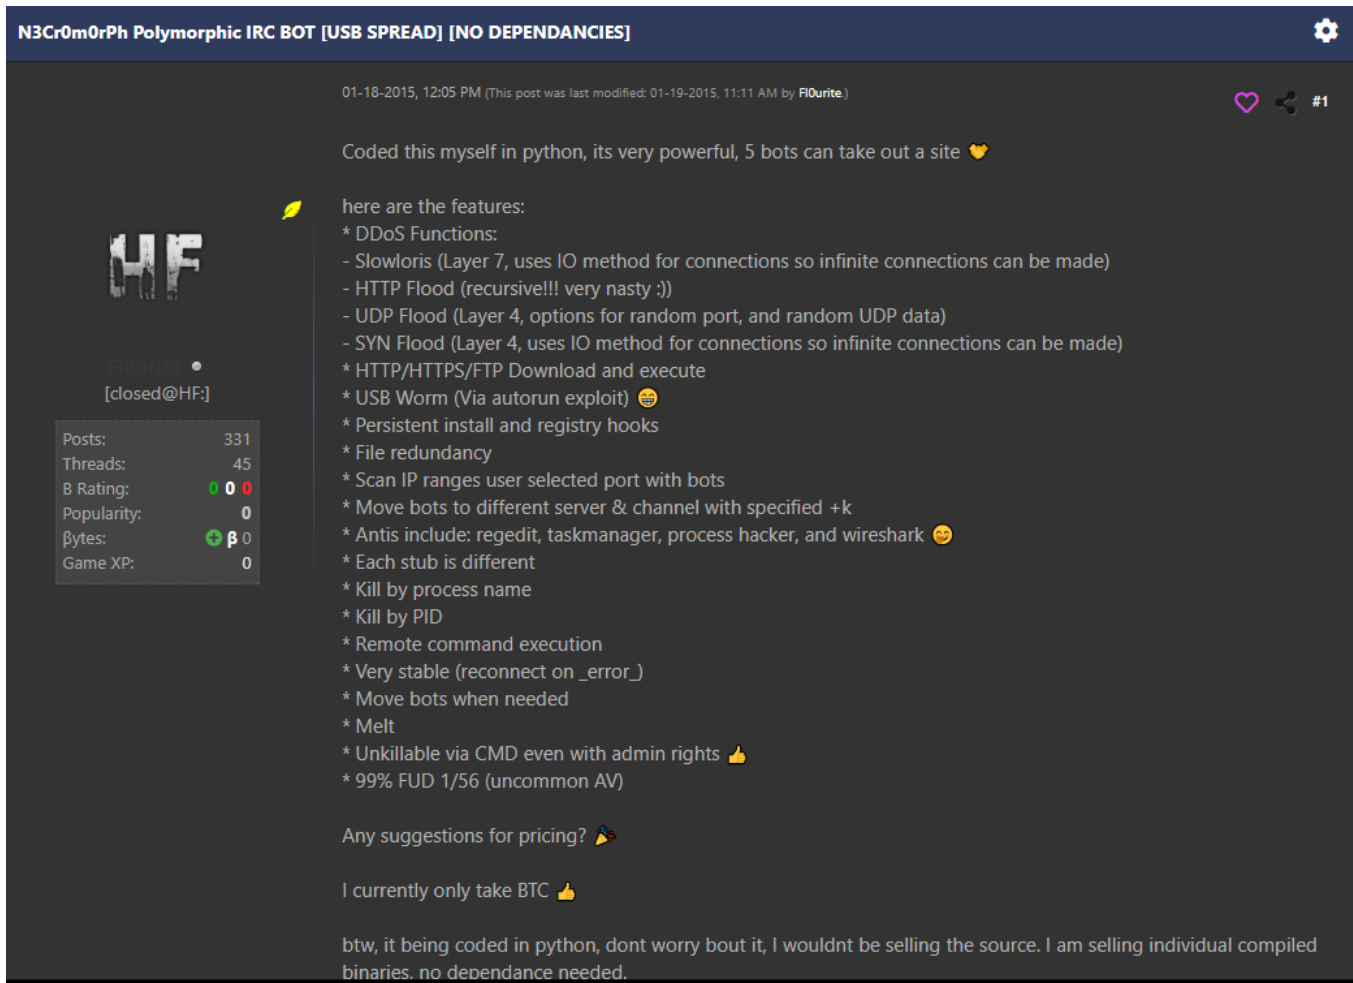 N3Cr0m0rPh Polymorphic IRC BOT [USB SPREAD] [NO DEPENDANCIES]
01-18-2015, 12:05 PM (This post was last modified: 01-19-2015, 11:11 AM by Fl0urite.)
#1
HF
Fl0urite
[closed@HF:]
Posts: 331
Threads: 45
B Rating: 0 0 0
Popularity: 0
βytes: β 0
Game XP: 0
Coded this myself in python, its very powerful, 5 bots can take out a site
here are the features:
* DDoS Functions:
- Slowloris (Layer 7, uses IO method for connections so infinite connections can be made)
- HTTP Flood (recursive!!! very nasty :))
- UDP Flood (Layer 4, options for random port, and random UDP data)
- SYN Flood (Layer 4, uses IO method for connections so infinite connections can be made)
* HTTP/HTTPS/FTP Download and execute
* USB Worm (Via autorun exploit) 😁
* Persistent install and registry hooks
* File redundancy
* Scan IP ranges user selected port with bots
* Move bots to different server & channel with specified +k
* Antis include: regedit, taskmanager, process hacker, and wireshark 😊
* Each stub is different
* Kill by process name
* Kill by PID
* Remote command execution
* Very stable (reconnect on _error_)
* Move bots when needed
* Melt
* Unkillable via CMD even with admin rights 👍
* 99% FUD 1/56 (uncommon AV)
Any suggestions for pricing? 🎉
I currently only take BTC 👍
btw, it being coded in python, dont worry bout it, I wouldnt be selling the source. I am selling individual compiled
binaries. no dependance needed.